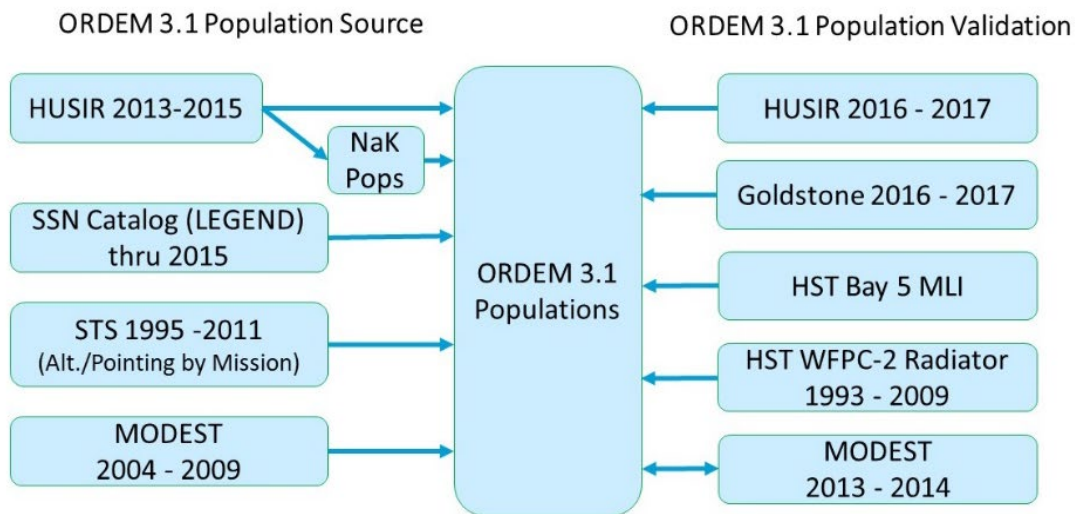 ORDEM 3.1 Population Source
HUSIR 2013-2015
NaK
Pops
SSN Catalog (LEGEND)
thru 2015
STS 1995 -2011
(Alt./Pointing by Mission)
MODEST
2004 - 2009
ORDEM 3.1
Populations
ORDEM 3.1 Population Validation
HUSIR 2016 - 2017
Goldstone 2016 - 2017
HST Bay 5 MLI
HST WFPC-2 Radiator
1993 - 2009
MODEST
2013 - 2014